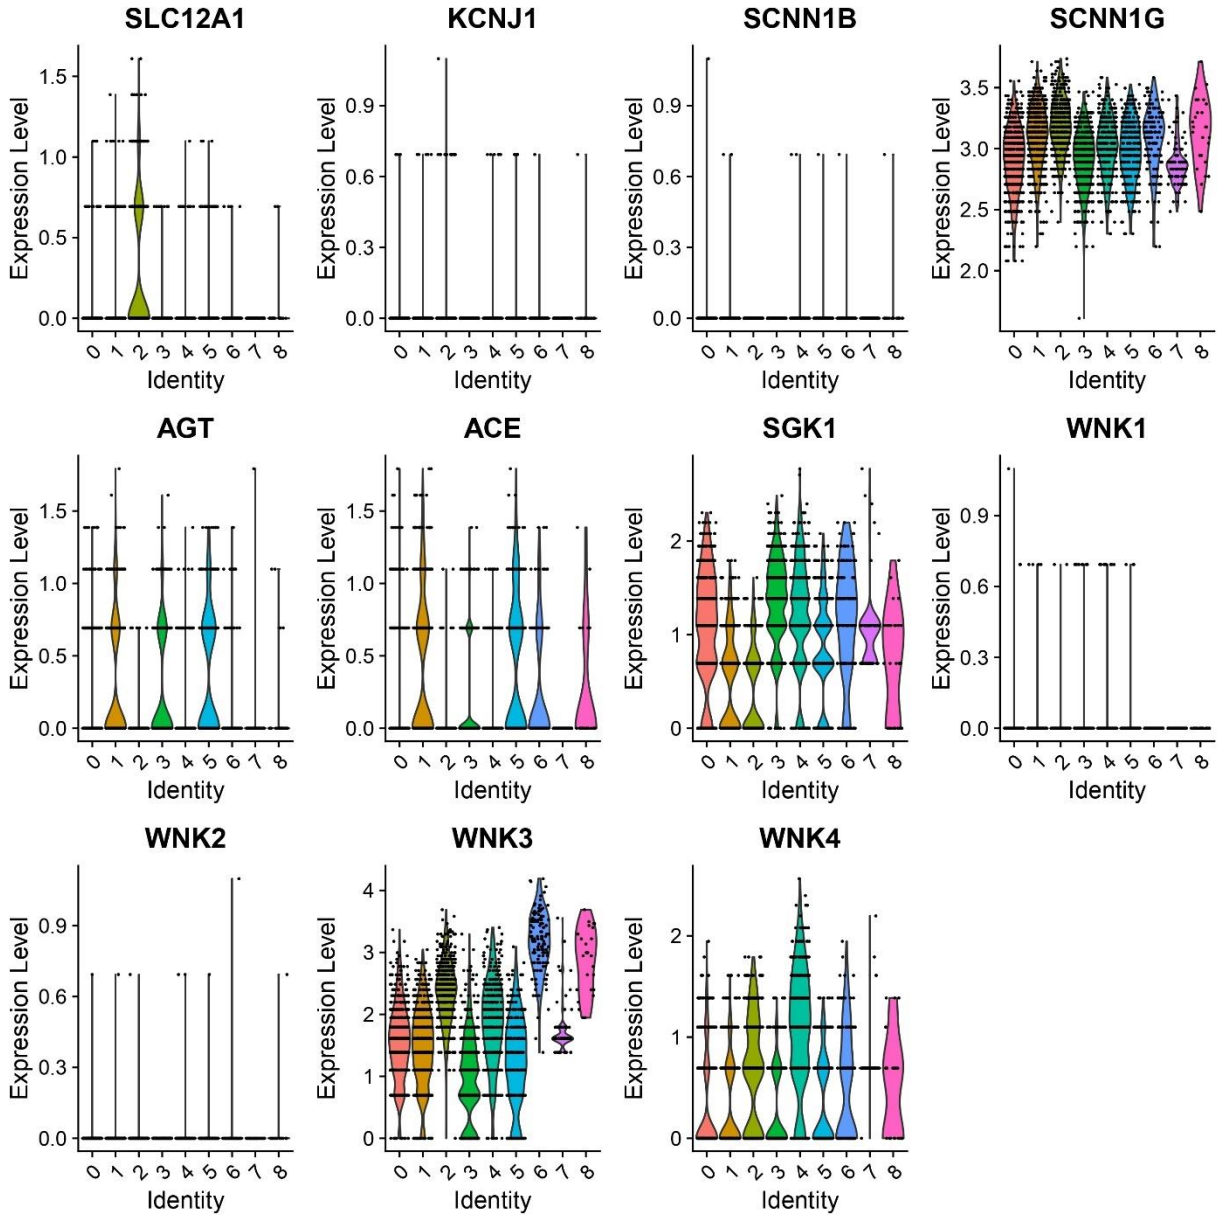 SLC12A1
KCNJ1
SCNN1B
SCNN1G
Expression Level
1.5
1.0
0.5
0.0
0 1 2 3 4 5 6 7 8
Identity
Expression Level
0.9
0.6
0.3
0.0
0 1 2 3 4 5 6 7 8
Identity
Expression Level
0.9
0.6
0.3
0.0
0 1 2 3 4 5 6 7 8
Identity
Expression Level
3.5
3.0
2.5
2.0
0 1 2 3 4 5 6 7 8
Identity
AGT
ACE
SGK1
WNK1
Expression Level
1.5
1.0
0.5
0.0
0 1 2 3 4 5 6 7 8
Identity
Expression Level
1.5
1.0
0.5
0.0
0 1 2 3 4 5 6 7 8
Identity
Expression Level
2
1
0
0 1 2 3 4 5 6 7 8
Identity
Expression Level
0.9
0.6
0.3
0.0
0 1 2 3 4 5 6 7 8
Identity
WNK2
WNK3
WNK4
Expression Level
0.9
0.6
0.3
0.0
0 1 2 3 4 5 6 7 8
Identity
Expression Level
4
3
2
1
0
0 1 2 3 4 5 6 7 8
Identity
Expression Level
2
1
0
0 1 2 3 4 5 6 7 8
Identity